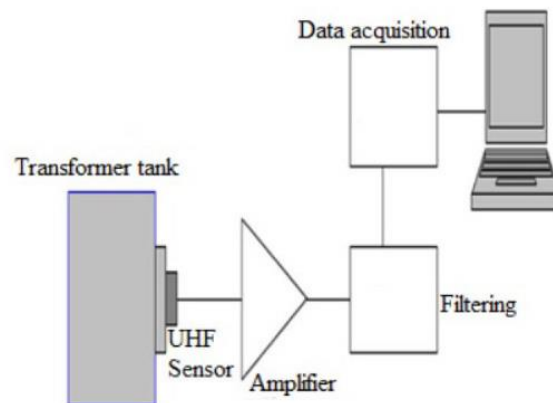 Data acquisition
Transformer tank
UHF
Sensor
Amplifier
Filtering